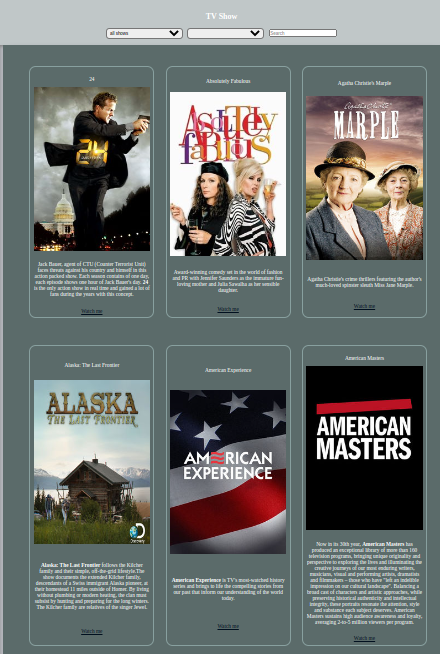 TV Show
all shows
Search
24
Jack Bauer, agent of CTU (Counter Terrorist Unit)
faces threats against his country and himself in this
action packed show. Each season contains of one day,
each episode shows one hour of Jack Bauer's day. 24
is the only action show in real time and gained a lot of
fans during the years with this concept.
Watch me
Absolutely Fabulous
Absolutely
fabulous
Award-winning comedy set in the world of fashion
and PR with Jennifer Saunders as the immature fun-
loving mother and Julia Sawalha as her sensible
daughter.
Watch me
Agatha Christie's Marple
Agatha Christie's
MARPLE
Agatha Christie's crime thrillers featuring the author's
much-loved spinster sleuth Miss Jane Marple.
Watch me
Alaska: The Last Frontier
ALASKA
THE LAST FRONTIER
Discovery
Alaska: The Last Frontier follows the Kilcher
family and their simple, off-the-grid lifestyle.The
show documents the extended Kilcher family,
descendants of a Swiss immigrant Alaska pioneer, at
their homestead 11 miles outside of Homer. By living
without plumbing or modern heating, the clan must
subsist by hunting and preparing for the long winters.
The Kilcher family are relatives of the singer Jewel.
Watch me
American Experience
AMERICAN
EXPERIENCE
American Experience is TV's most-watched history
series and brings to life the compelling stories from
our past that inform our understanding of the world
today.
Watch me
American Masters
AMERICAN
MASTERS
Now in its 30th year, American Masters has
produced an exceptional library of more than 160
television programs, bringing unique originality and
perspective to exploring the lives and illuminating the
creative journeys of our most enduring writers,
musicians, visual and performing artists, dramatists
and filmmakers – those who have "left an indelible
impression on our cultural landscape". Balancing a
broad cast of characters and artistic approaches, while
preserving historical authenticity and intellectual
integrity, these portraits resonate the attention, style
and substance each subject deserves. American
Masters sustains high audience awareness and loyalty,
averaging 2-to-5 million viewers per program.
Watch me